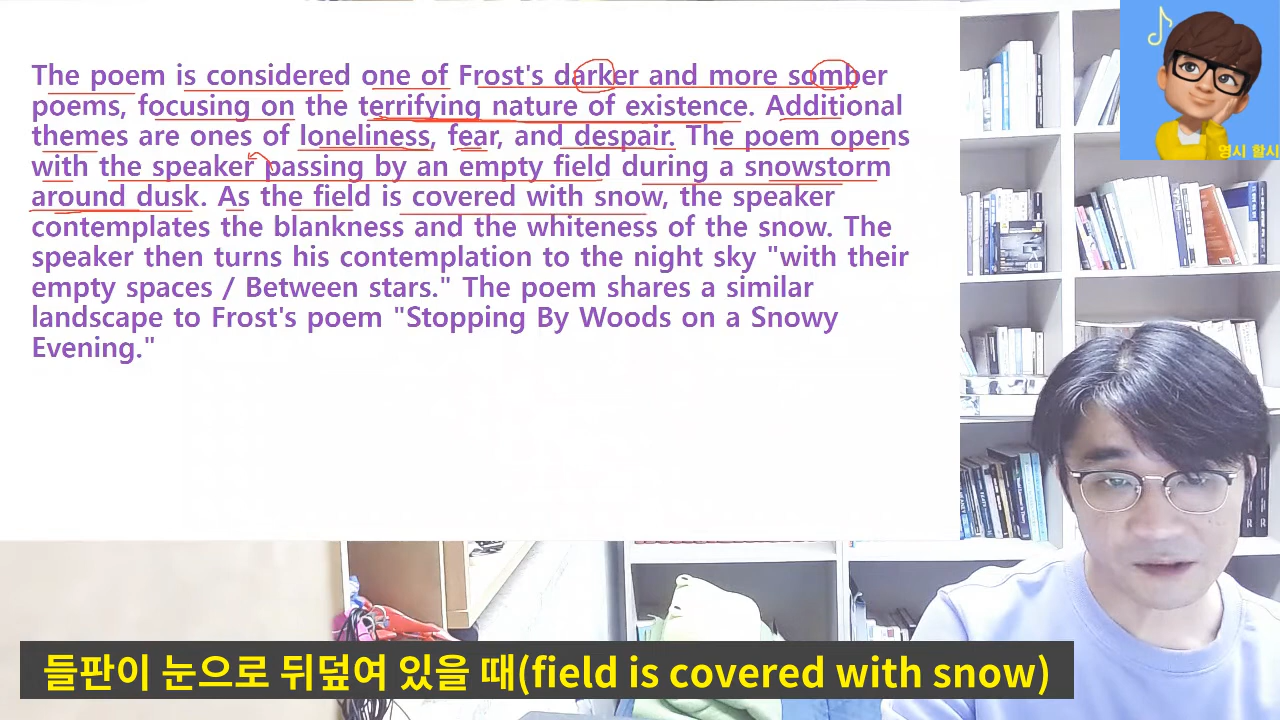 The poem is considered one of Frost's darker and more somber
poems, focusing on the terrifying nature of existence. Additional
themes are ones of loneliness, fear, and despair. The poem opens
with the speaker passing by an empty field during a snowstorm
around dusk. As the field is covered with snow, the speaker
contemplates the blankness and the whiteness of the snow. The
speaker then turns his contemplation to the night sky "with their
empty spaces / Between stars." The poem shares a similar
landscape to Frost's poem "Stopping By Woods on a Snowy
Evening."
영시 할시
들판이 눈으로 뒤덮여 있을 때(field is covered with snow)